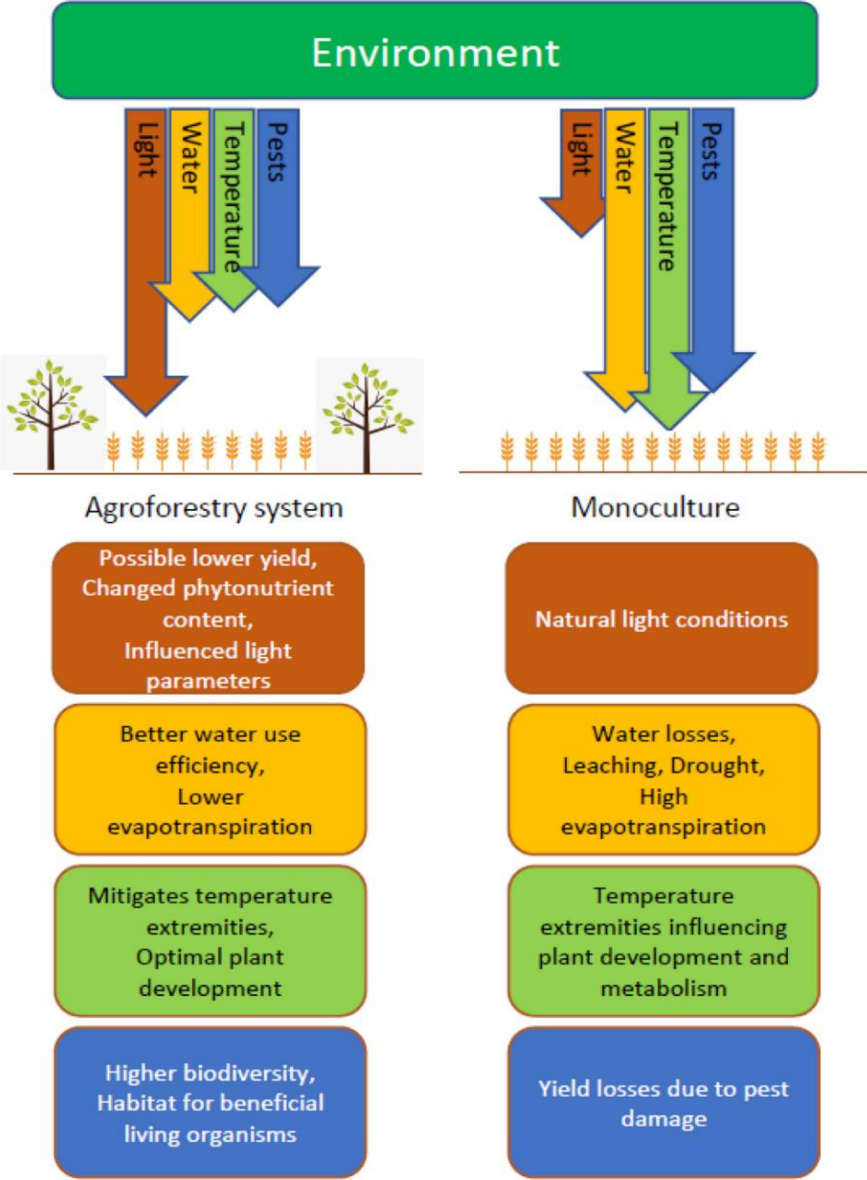 Environment
Light
Water
Temperature
Pests
Light
Water
Temperature
Pests
Agroforestry system
Monoculture
Possible lower yield,
Changed phytonutrient
content,
Influenced light
parameters
Natural light conditions
Better water use
efficiency,
Lower
evapotranspiration
Water losses,
Leaching, Drought,
High
evapotranspiration
Mitigates temperature
extremities,
Optimal plant
development
Temperature
extremities influencing
plant development and
metabolism
Higher biodiversity,
Habitat for beneficial
living organisms
Yield losses due to pest
damage